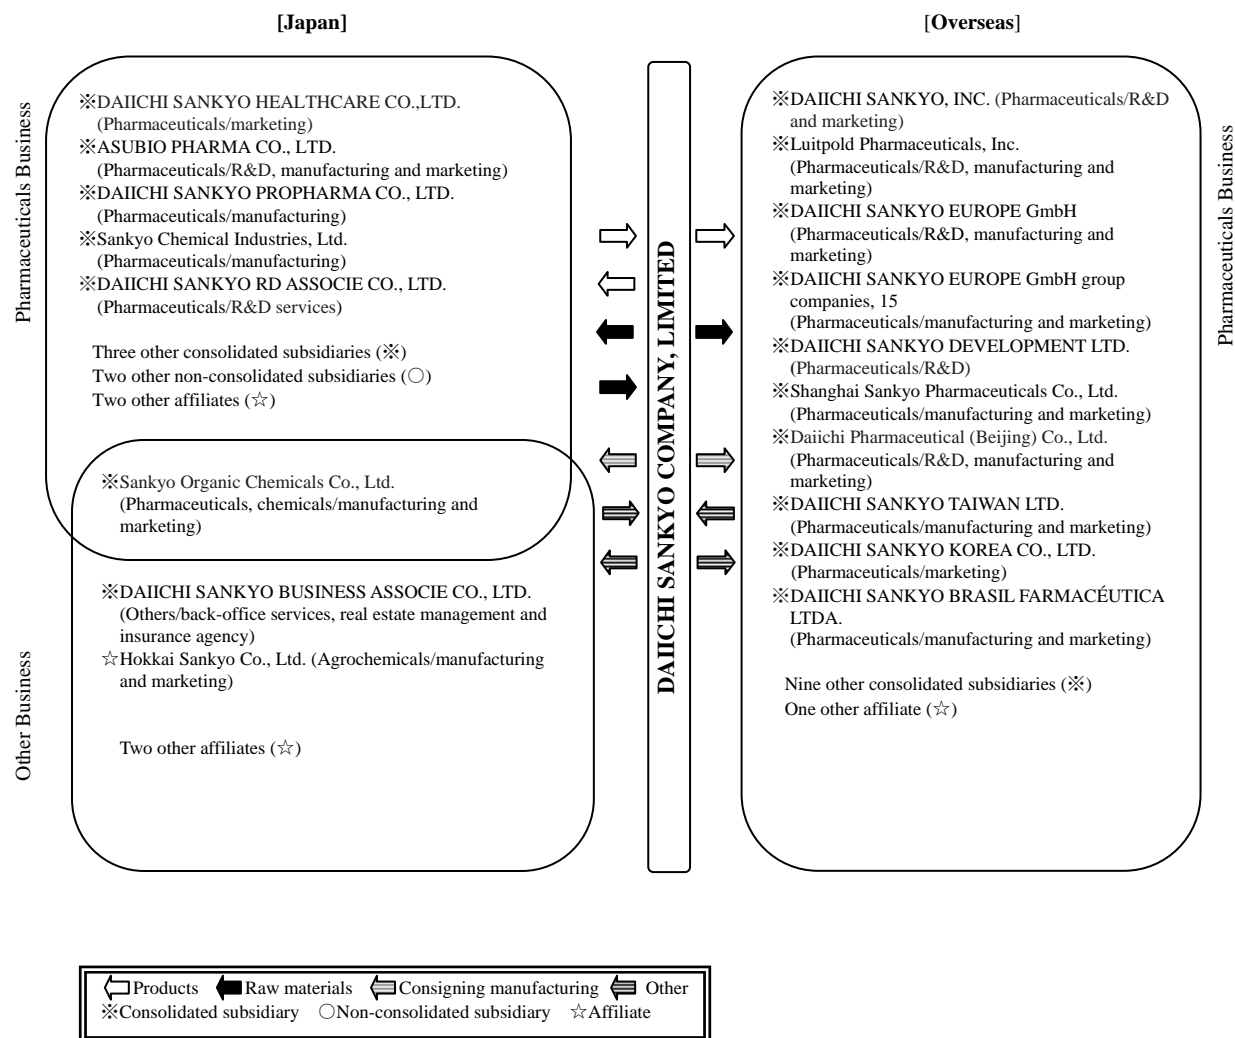 [Japan]
[Overseas]
Pharmaceuticals Business
※DAIICHI SANKYO HEALTHCARE CO.,LTD.
(Pharmaceuticals/marketing)
※ASUBIO PHARMA CO., LTD.
(Pharmaceuticals/R&D, manufacturing and marketing)
※DAIICHI SANKYO PROPHARMA CO., LTD.
(Pharmaceuticals/manufacturing)
※Sankyo Chemical Industries, Ltd.
(Pharmaceuticals/manufacturing)
※DAIICHI SANKYO RD ASSOCIE CO., LTD.
(Pharmaceuticals/R&D services)
Three other consolidated subsidiaries (※)
Two other non-consolidated subsidiaries (○)
Two other affiliates (☆)
※Sankyo Organic Chemicals Co., Ltd.
(Pharmaceuticals, chemicals/manufacturing and
marketing)
Other Business
※DAIICHI SANKYO BUSINESS ASSOCIE CO., LTD.
(Others/back-office services, real estate management and
insurance agency)
☆Hokkai Sankyo Co., Ltd. (Agrochemicals/manufacturing
and marketing)
Two other affiliates (☆)
DAIICHI SANKYO COMPANY, LIMITED
※DAIICHI SANKYO, INC. (Pharmaceuticals/R&D
and marketing)
※Luitpold Pharmaceuticals, Inc.
(Pharmaceuticals/R&D, manufacturing and
marketing)
※DAIICHI SANKYO EUROPE GmbH
(Pharmaceuticals/R&D, manufacturing and
marketing)
※DAIICHI SANKYO EUROPE GmbH group
companies, 15
(Pharmaceuticals/manufacturing and marketing)
※DAIICHI SANKYO DEVELOPMENT LTD.
(Pharmaceuticals/R&D)
※Shanghai Sankyo Pharmaceuticals Co., Ltd.
(Pharmaceuticals/manufacturing and marketing)
※Daiichi Pharmaceutical (Beijing) Co., Ltd.
(Pharmaceuticals/R&D, manufacturing and
marketing)
※DAIICHI SANKYO TAIWAN LTD.
(Pharmaceuticals/manufacturing and marketing)
※DAIICHI SANKYO KOREA CO., LTD.
(Pharmaceuticals/marketing)
※DAIICHI SANKYO BRASIL FARMACÉUTICA
LTDA.
(Pharmaceuticals/manufacturing and marketing)
Nine other consolidated subsidiaries (※)
One other affiliate (☆)
Pharmaceuticals Business
Products Raw materials Consigning manufacturing Other
※Consolidated subsidiary ○Non-consolidated subsidiary ☆Affiliate